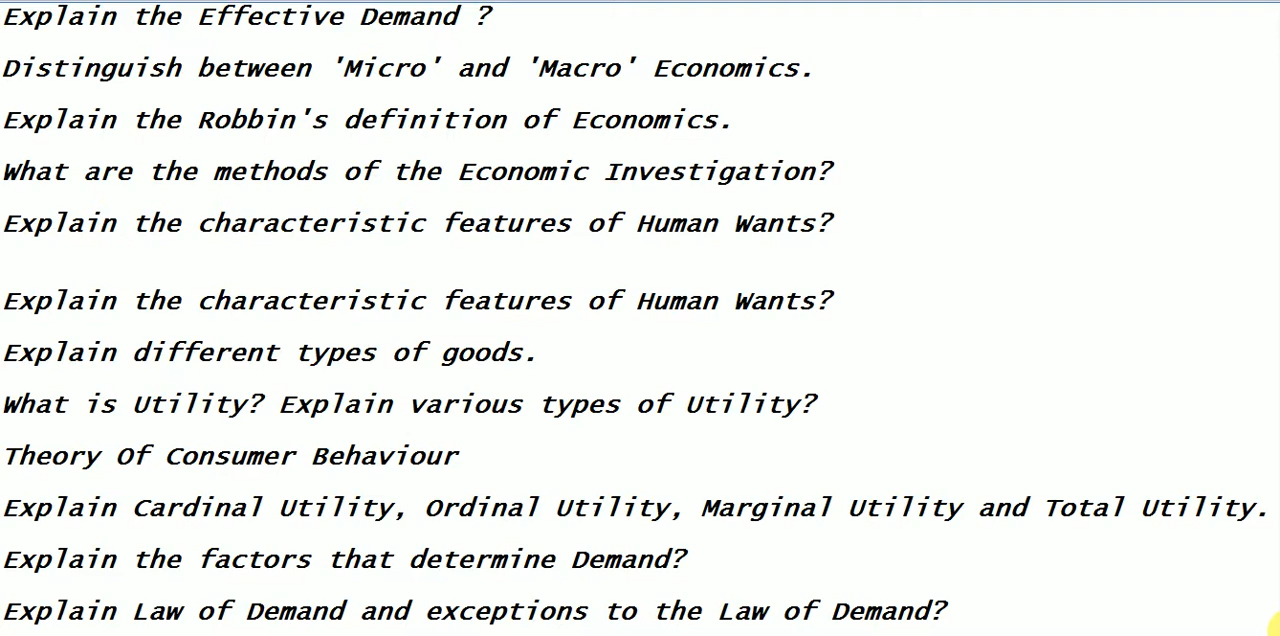 Explain the Effective Demand ?
Distinguish between 'Micro' and 'Macro' Economics.
Explain the Robbin's definition of Economics.
What are the methods of the Economic Investigation?
Explain the characteristic features of Human Wants?
Explain the characteristic features of Human Wants?
Explain different types of goods.
What is Utility? Explain various types of Utility?
Theory Of Consumer Behaviour
Explain Cardinal Utility, Ordinal Utility, Marginal Utility and Total Utility.
Explain the factors that determine Demand?
Explain Law of Demand and exceptions to the Law of Demand?